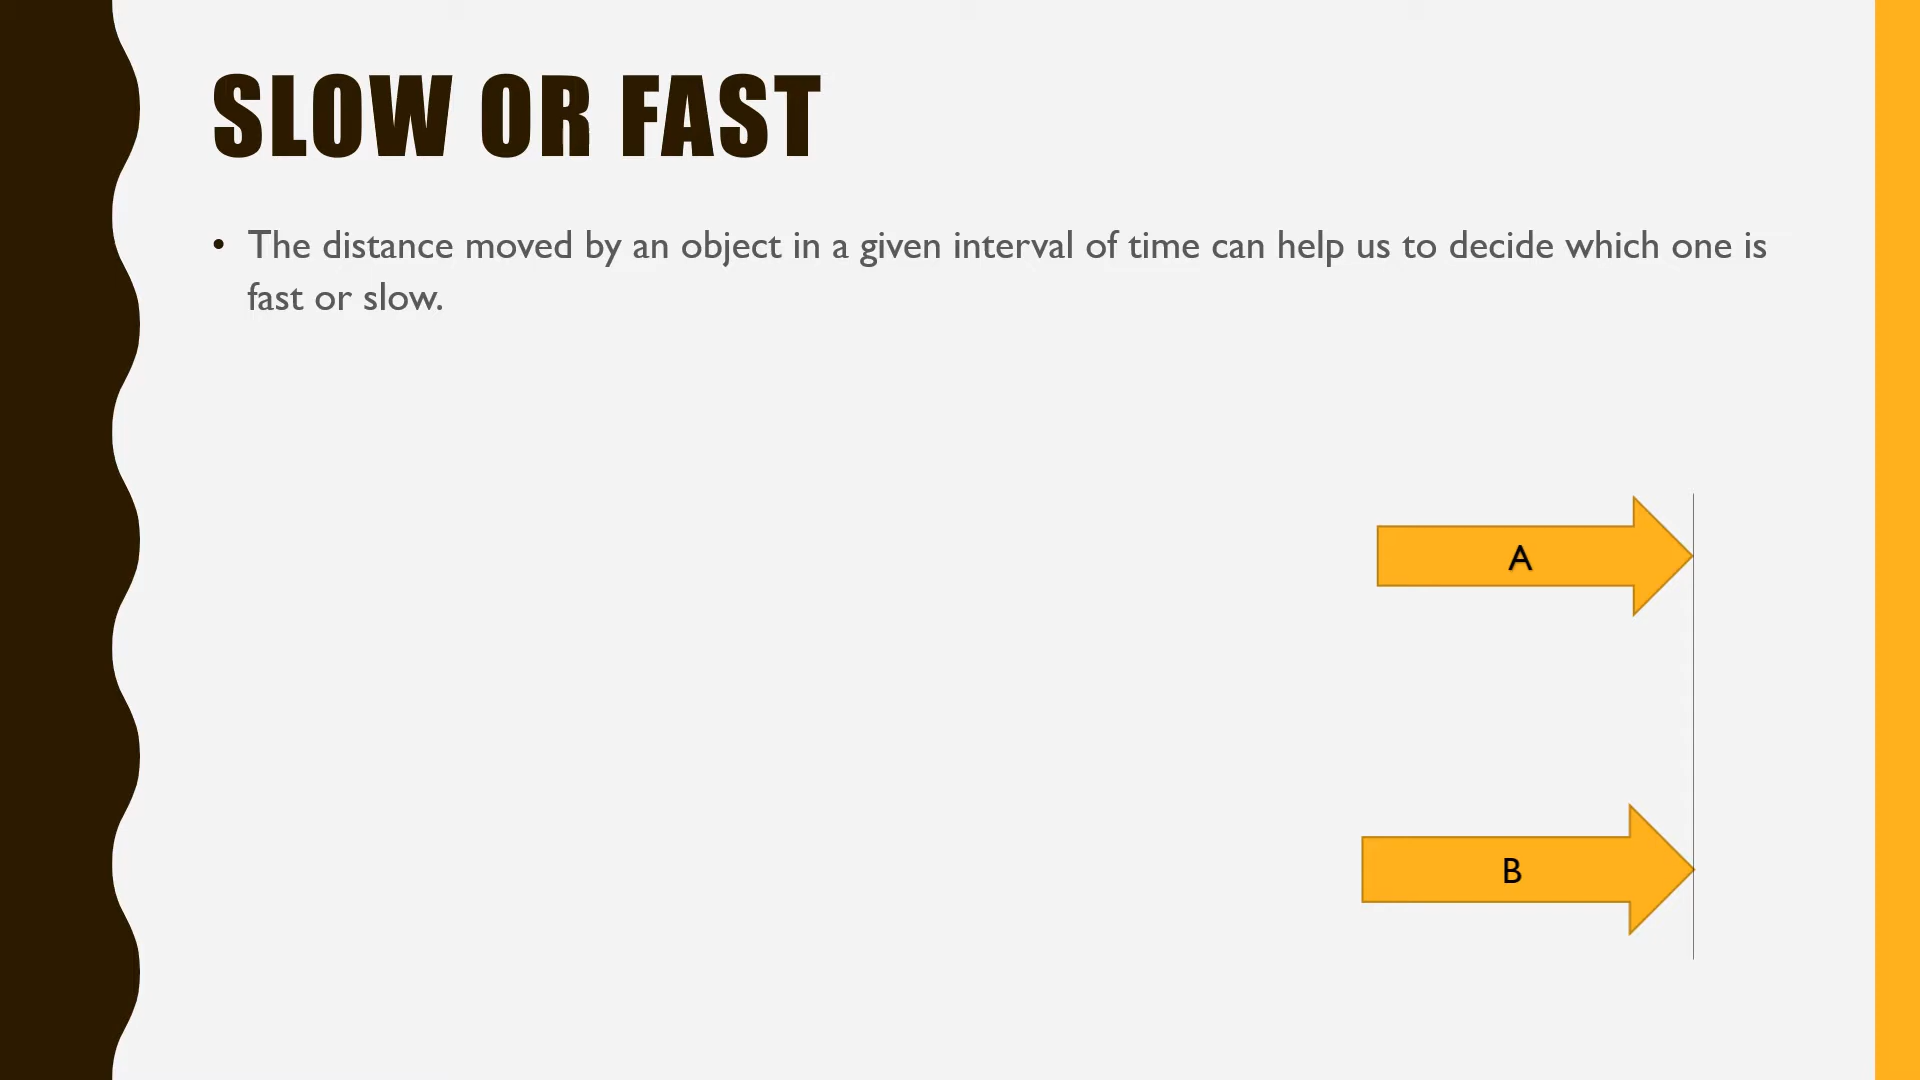 SLOW OR FAST
• The distance moved by an object in a given interval of time can help us to decide which one is
fast or slow.
A
B